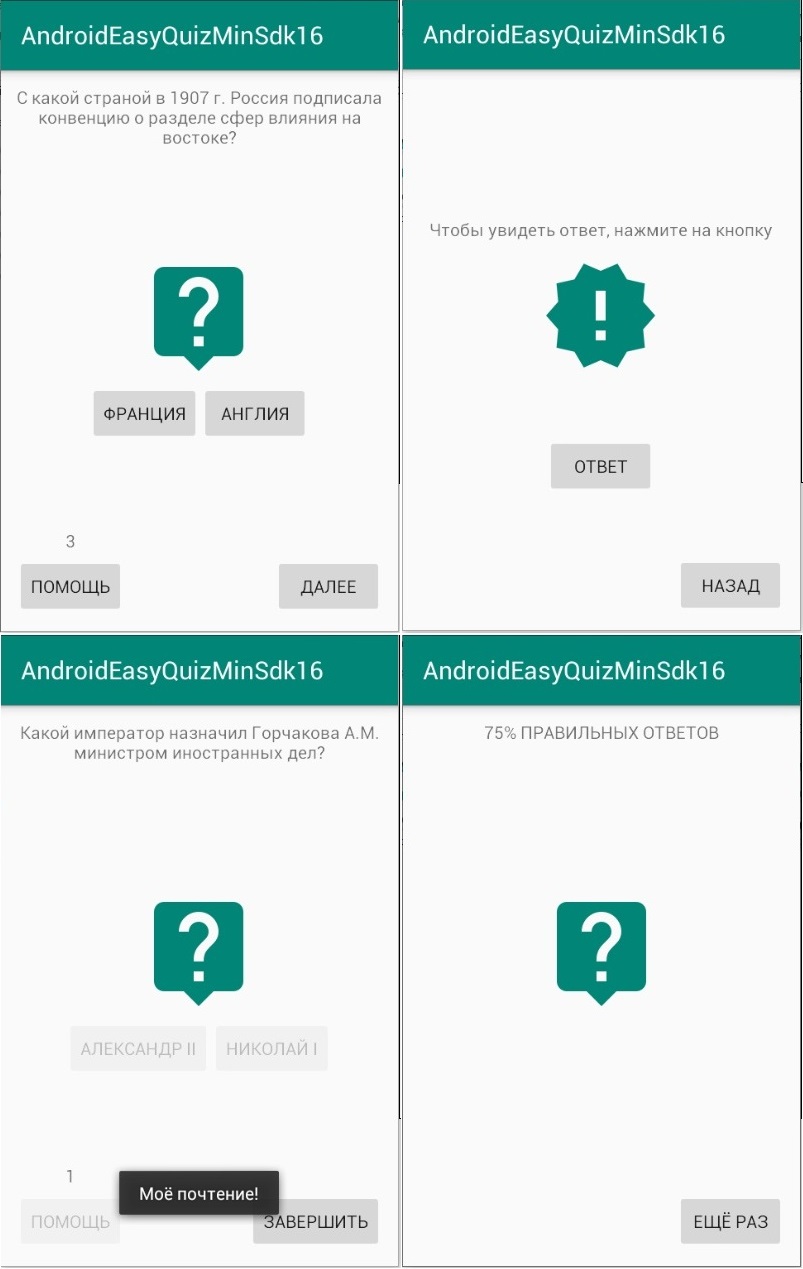 AndroidEasyQuizMinSdk16
С какой страной в 1907 г. Россия подписала
конвенцию о разделе сфер влияния на
востоке?
?
ФРАНЦИЯ АНГЛИЯ
3
ПОМОЩЬ ДАЛЕЕ
AndroidEasyQuizMinSdk16
Чтобы увидеть ответ, нажмите на кнопку
!
ОТВЕТ
НАЗАД
AndroidEasyQuizMinSdk16
Какой император назначил Горчакова А.М.
министром иностранных дел?
?
АЛЕКСАНДР II НИКОЛАЙ I
1
Моё почтение!
ПОМОЩЬ ЗАВЕРШИТЬ
AndroidEasyQuizMinSdk16
75% ПРАВИЛЬНЫХ ОТВЕТОВ
?
ЕЩЁ РАЗ